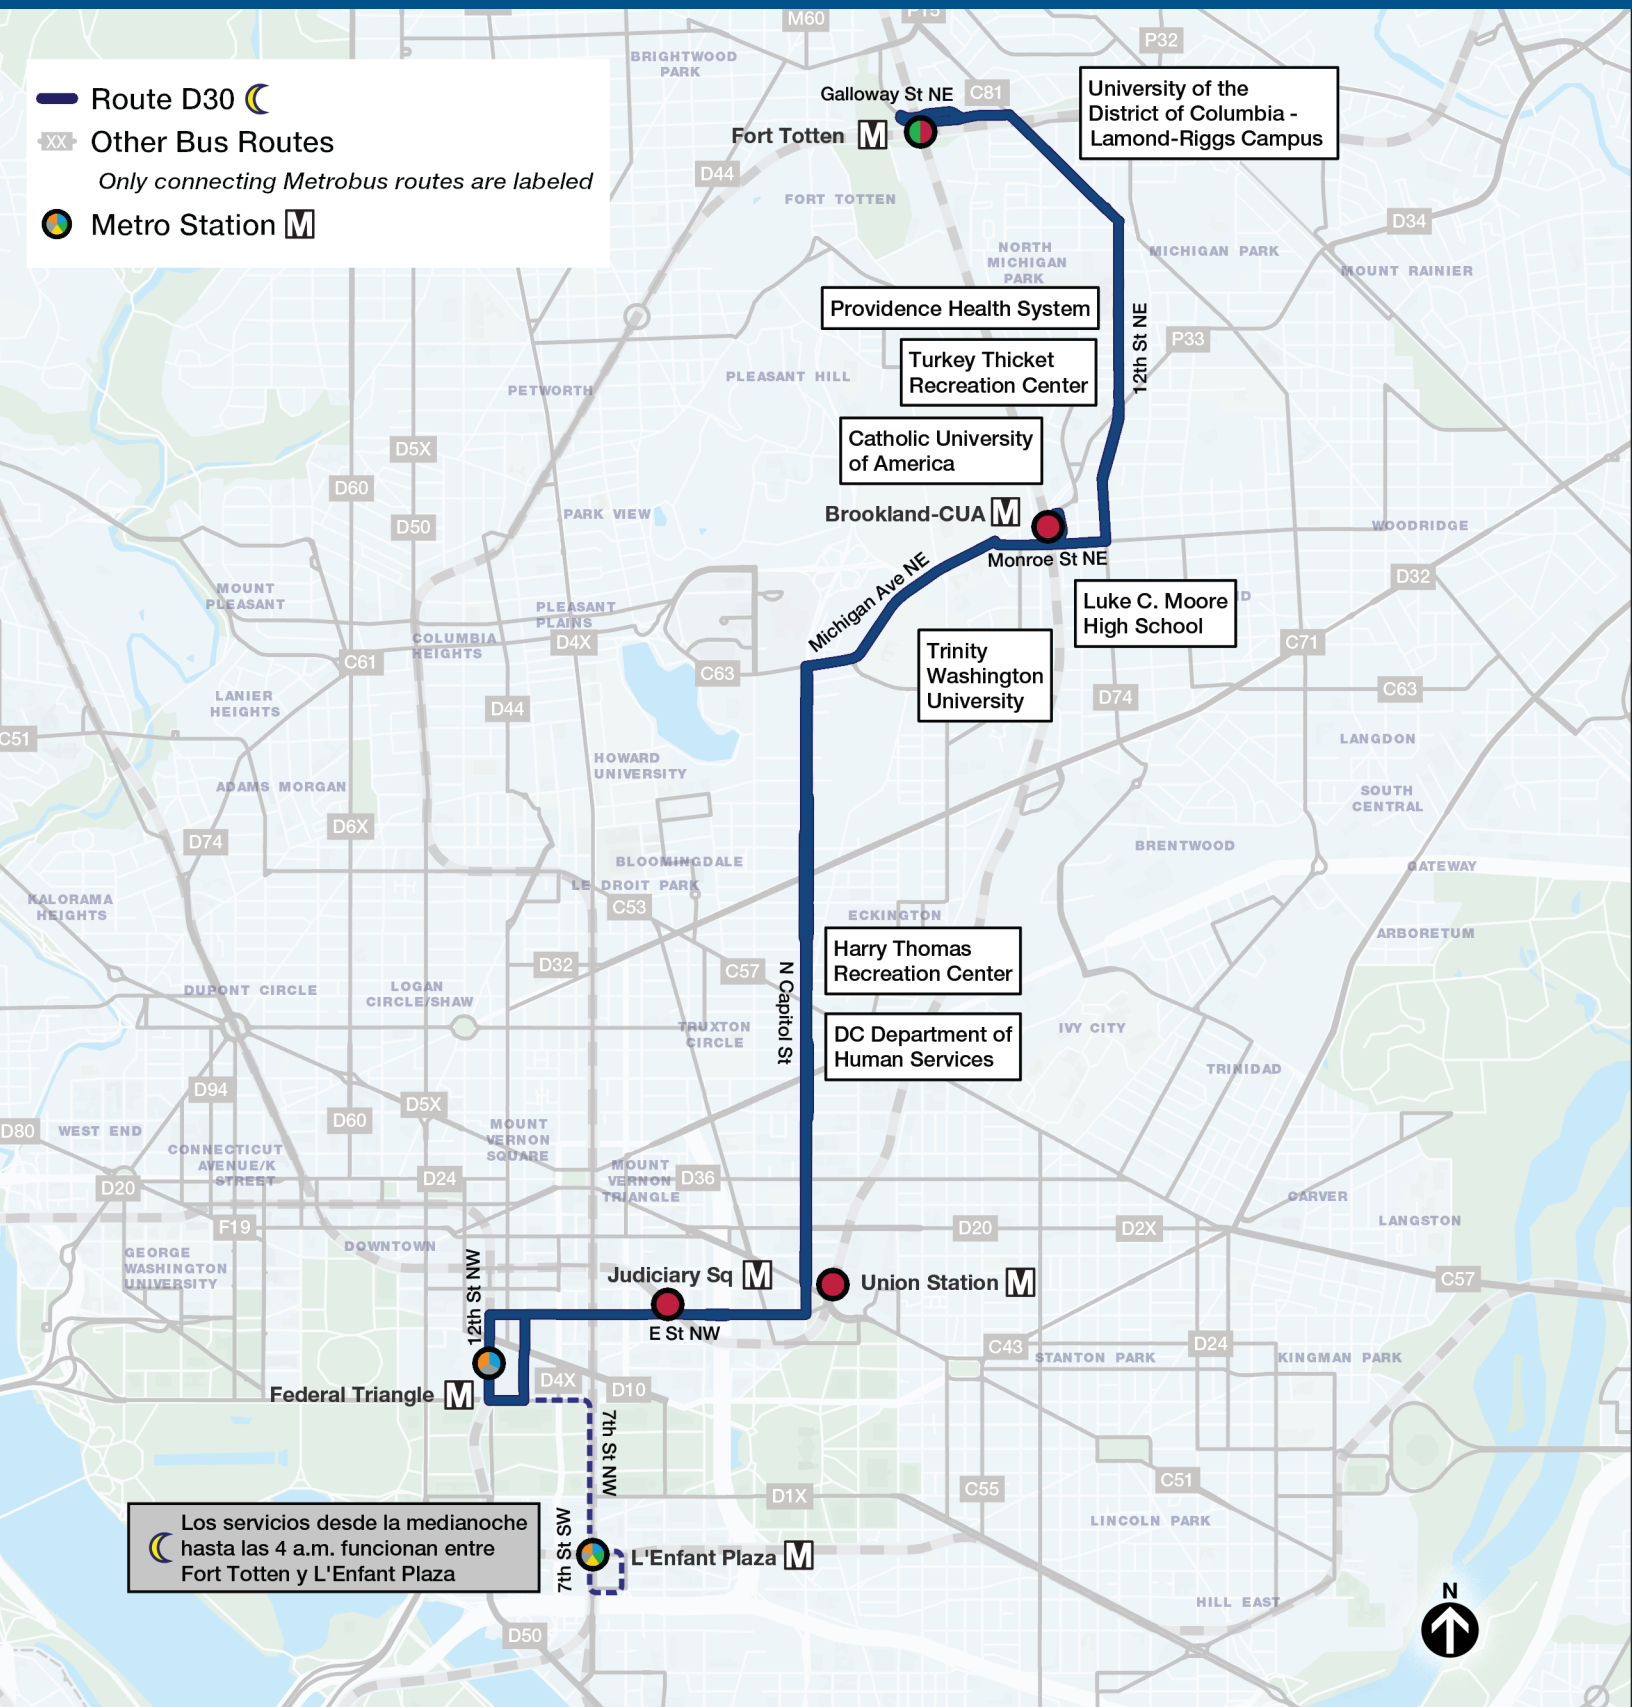 M60
P15
P32
BRIGHTWOOD
PARK
Route D30
XX Other Bus Routes
Only connecting Metrobus routes are labeled
Metro Station M
Galloway St NE
C81
Fort Totten M
University of the
District of Columbia -
Lamond-Riggs Campus
D44
FORT TOTTEN
D34
NORTH
MICHIGAN
PARK
MICHIGAN PARK
MOUNT RAINIER
Providence Health System
12th St NE
P33
Turkey Thicket
Recreation Center
PLEASANT HILL
PETWORTH
Catholic University
of America
D5X
D60
D50
PARK VIEW
Brookland-CUA M
WOODRIDGE
Monroe St NE
Michigan Ave NE
D32
MOUNT
PLEASANT
PLEASANT
PLAINS
Luke C. Moore
High School
D
COLUMBIA
HEIGHTS
D4X
C61
C63
Trinity
Washington
University
C71
D74
C63
LANIER
HEIGHTS
D44
C51
LANGDON
HOWARD
UNIVERSITY
ADAMS MORGAN
SOUTH
CENTRAL
D6X
D74
BRENTWOOD
BLOOMINGDALE
LE DROIT PARK
GATEWAY
KALORAMA
HEIGHTS
C53
ECKINGTON
ARBORETUM
Harry Thomas
Recreation Center
D32
C57
N Capitol St
DUPONT CIRCLE
LOGAN
CIRCLE/SHAW
TRUXTON
CIRCLE
DC Department of
Human Services
IVY CITY
TRINIDAD
D94
D5X
D60
D80
WEST END
MOUNT
VERNON
SQUARE
CONNECTICUT
AVENUE/K
STREET
D20
D24
MOUNT
VERNON
TRIANGLE
D36
CARVER
LANGSTON
F19
D20
D2X
DOWNTOWN
GEORGE
WASHINGTON
UNIVERSITY
12th St NW
Judiciary Sq M
Union Station M
C57
E St NW
C43
D24
STANTON PARK
KINGMAN PARK
Federal Triangle M
D4X
D10
7th St NW
D1X
C55
C51
LINCOLN PARK
Los servicios desde la medianoche
hasta las 4 a.m. funcionan entre
Fort Totten y L'Enfant Plaza
7th St SW
L'Enfant Plaza M
HILL EAST
N
D50